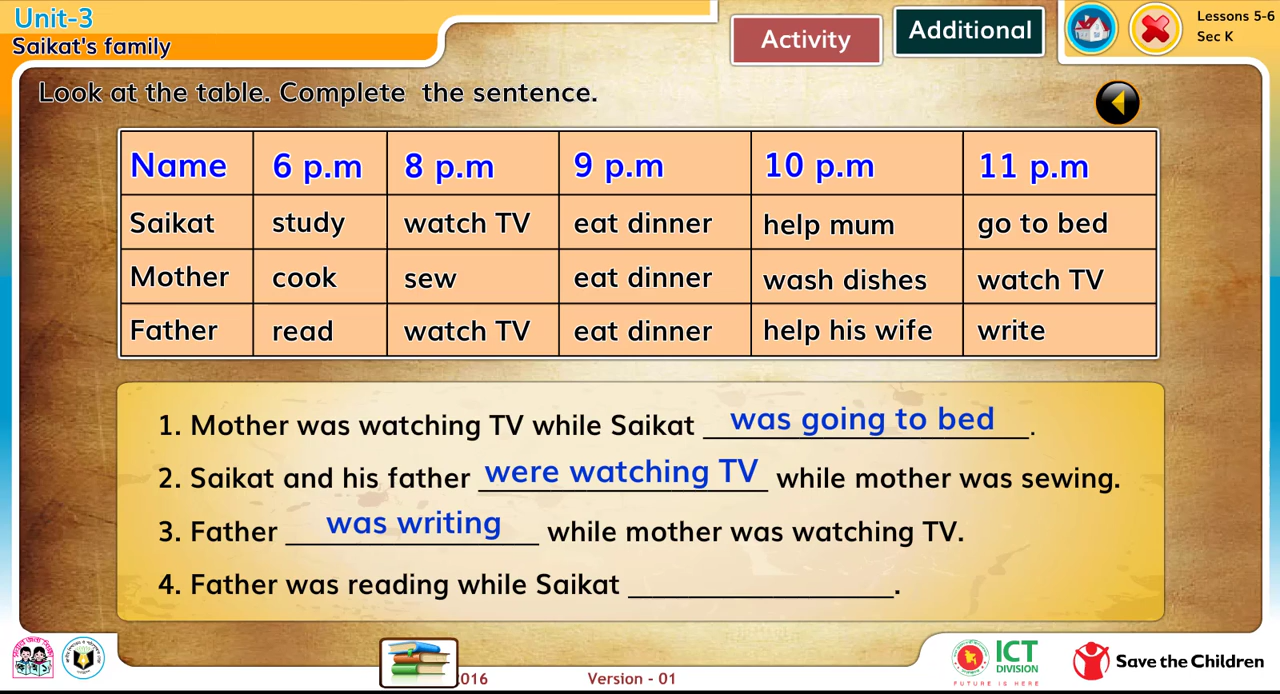 Unit-3
Saikat's family
Activity
Additional
Lessons 5-6
Sec K
Look at the table. Complete the sentence.
Name 6 p.m 8 p.m 9 p.m 10 p.m 11 p.m
Saikat study watch TV eat dinner help mum go to bed
Mother cook sew eat dinner wash dishes watch TV
Father read watch TV eat dinner help his wife write
1. Mother was watching TV while Saikat was going to bed.
2. Saikat and his father were watching TV while mother was sewing.
3. Father was writing while mother was watching TV.
4. Father was reading while Saikat ____________________.
016
Version - 01
ICT
DIVISION
FUTURE IS HERE
Save the Children